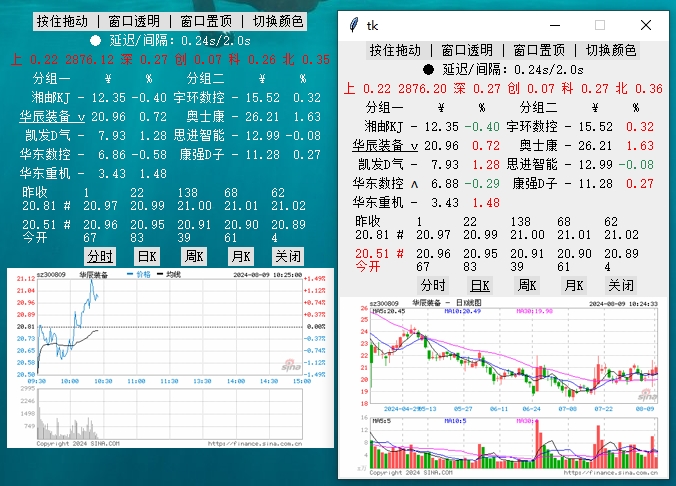 按住拖动 | 窗口透明 | 窗口置顶 | 切换颜色
● 延迟/间隔: 0.24s/2.0s
上 0.22 2876.12 深 0.27 创 0.07 科 0.26 北 0.35
分组一 ¥ % 分组二 ¥ %
湘邮KJ - 12.35 -0.40 宇环数控 - 15.52 0.32
华辰装备 v 20.96 0.72 奥士康 - 26.21 1.63
凯发D气 - 7.93 1.28 思进智能 - 12.99 -0.08
华东数控 - 6.86 -0.58 康强D子 - 11.28 0.27
华东重机 - 3.43 1.48
昨收 1 22 138 68 62
20.81 # 20.97 20.99 21.00 21.01 21.02
20.51 # 20.96 20.95 20.91 20.90 20.89
今开 67 83 39 61 4
分时 日K 周K 月K 关闭
sz300809 华辰装备 价格 均线 2024-08-09 10:25:00
21.12 +1.49%
21.04 +1.12%
20.96 +0.74%
20.89 +0.37%
20.81 0.00%
20.73 -0.37%
20.65 -0.74%
20.58 -1.12%
20.50 -1.49%
09:30 10:00 10:30 11:00 13:30 14:00 14:30 15:00
sina
2995
2246
1498
749
Copyright 2024 SINA.COM https://finance.sina.com.cn
tk
按住拖动 | 窗口透明 | 窗口置顶 | 切换颜色
● 延迟/间隔: 0.24s/2.0s
上 0.22 2876.20 深 0.27 创 0.07 科 0.27 北 0.36
分组一 ¥ % 分组二 ¥ %
湘邮KJ - 12.35 -0.40 宇环数控 - 15.52 0.32
华辰装备 v 20.96 0.72 奥士康 - 26.21 1.63
凯发D气 - 7.93 1.28 思进智能 - 12.99 -0.08
华东数控 ʌ 6.88 -0.29 康强D子 - 11.28 0.27
华东重机 - 3.43 1.48
昨收 1 22 138 68 62
20.81 # 20.97 20.99 21.00 21.01 21.02
20.51 # 20.96 20.95 20.91 20.90 20.89
今开 67 83 39 61 4
分时 日K 周K 月K 关闭
sz300809 华辰装备 - 日K线图 2024-08-09 10:24:33
MA5:20.45 MA10:20.49 MA30:19.98
26
25
24
23
22
21
20
19
18
sina
2024-04-29 05-13 05-27 06-11 06-24 07-08 07-22 08-09
MA5:5 MA10:5 MA30:4
16
12
8
4
Copyright 2024 SINA.COM https://finance.sina.com.cn